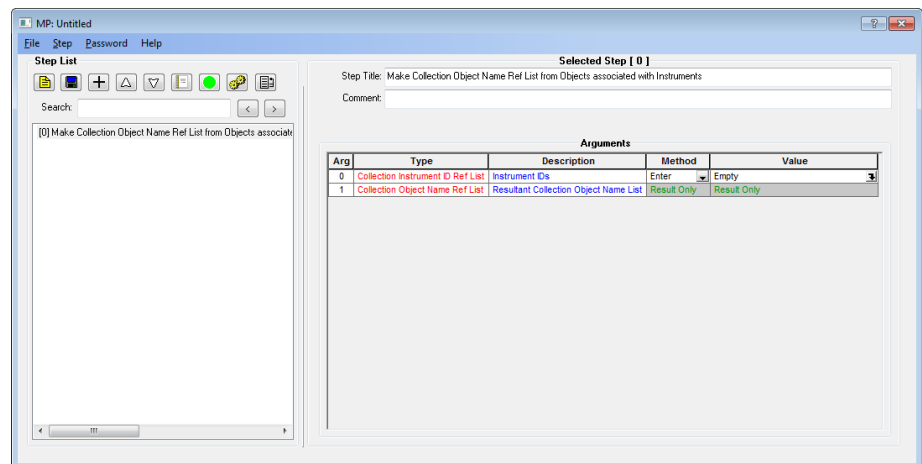 MP: Untitled
File Step Password Help
Step List
Search:
[0] Make Collection Object Name Ref List from Objects associate
Selected Step [ 0 ]
Step Title: Make Collection Object Name Ref List from Objects associated with Instruments
Comment:
Arguments
Arg Type Description Method Value
0 Collection Instrument ID Ref List Instrument IDs Enter Empty
1 Collection Object Name Ref List Resultant Collection Object Name List Result Only Result Only